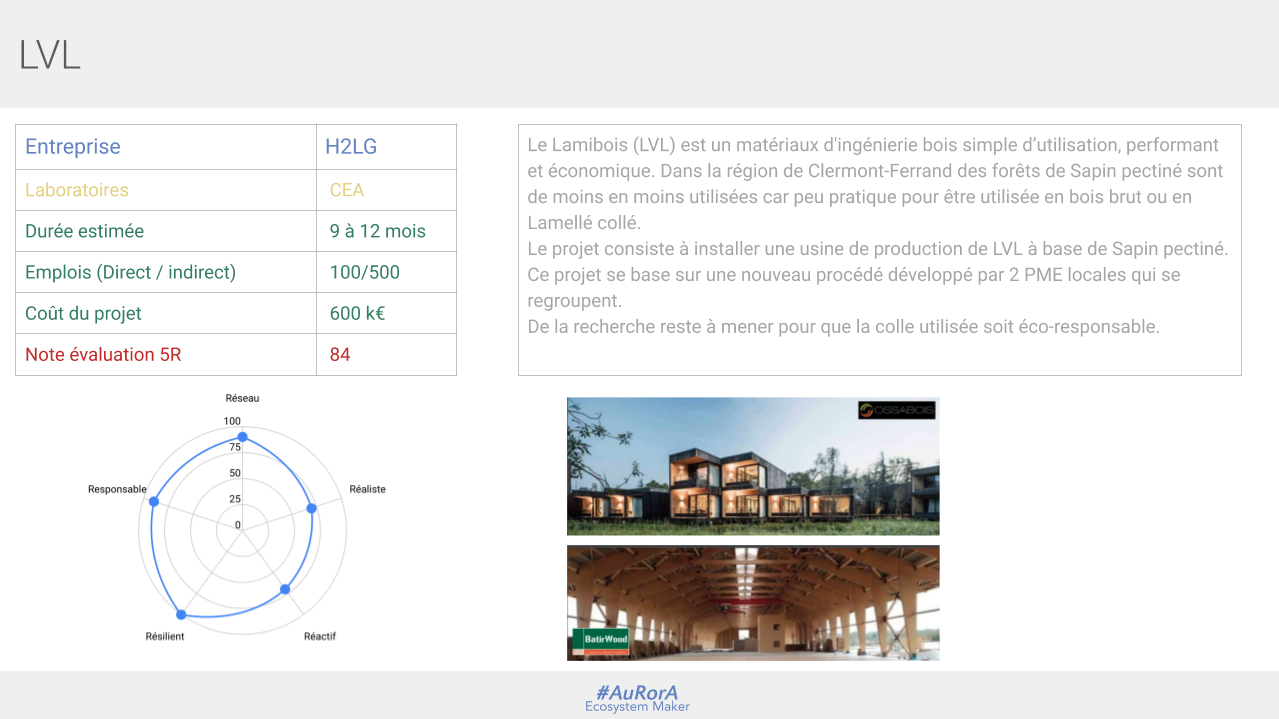 LVL
Entreprise H2LG
Laboratoires CEA
Durée estimée 9 à 12 mois
Emplois (Direct / indirect) 100/500
Coût du projet 600 k€
Note évaluation 5R 84
Le Lamibois (LVL) est un matériaux d'ingénierie bois simple d’utilisation, performant
et économique. Dans la région de Clermont-Ferrand des forêts de Sapin pectiné sont
de moins en moins utilisées car peu pratique pour être utilisée en bois brut ou en
Lamellé collé.
Le projet consiste à installer une usine de production de LVL à base de Sapin pectiné.
Ce projet se base sur une nouveau procédé développé par 2 PME locales qui se
regroupent.
De la recherche reste à mener pour que la colle utilisée soit éco-responsable.
Réseau
100
75
50
25
0
Responsable
Réaliste
Résilient
Réactif
OSSABOIS
BatirWood
#AuRorA
Ecosystem Maker